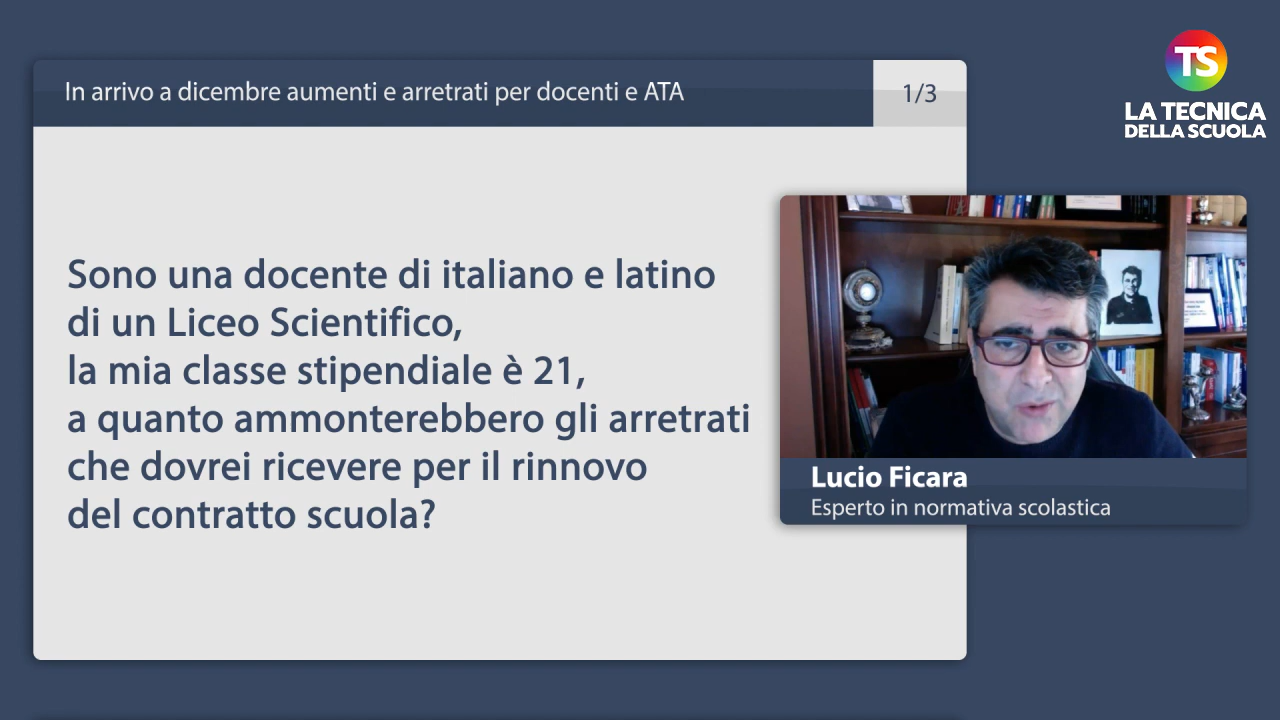 In arrivo a dicembre aumenti e arretrati per docenti e ATA
1/3
TS
LA TECNICA
DELLA SCUOLA
Sono una docente di italiano e latino
di un Liceo Scientifico,
la mia classe stipendiale è 21,
a quanto ammonterebbero gli arretrati
che dovrei ricevere per il rinnovo
del contratto scuola?
Lucio Ficara
Esperto in normativa scolastica